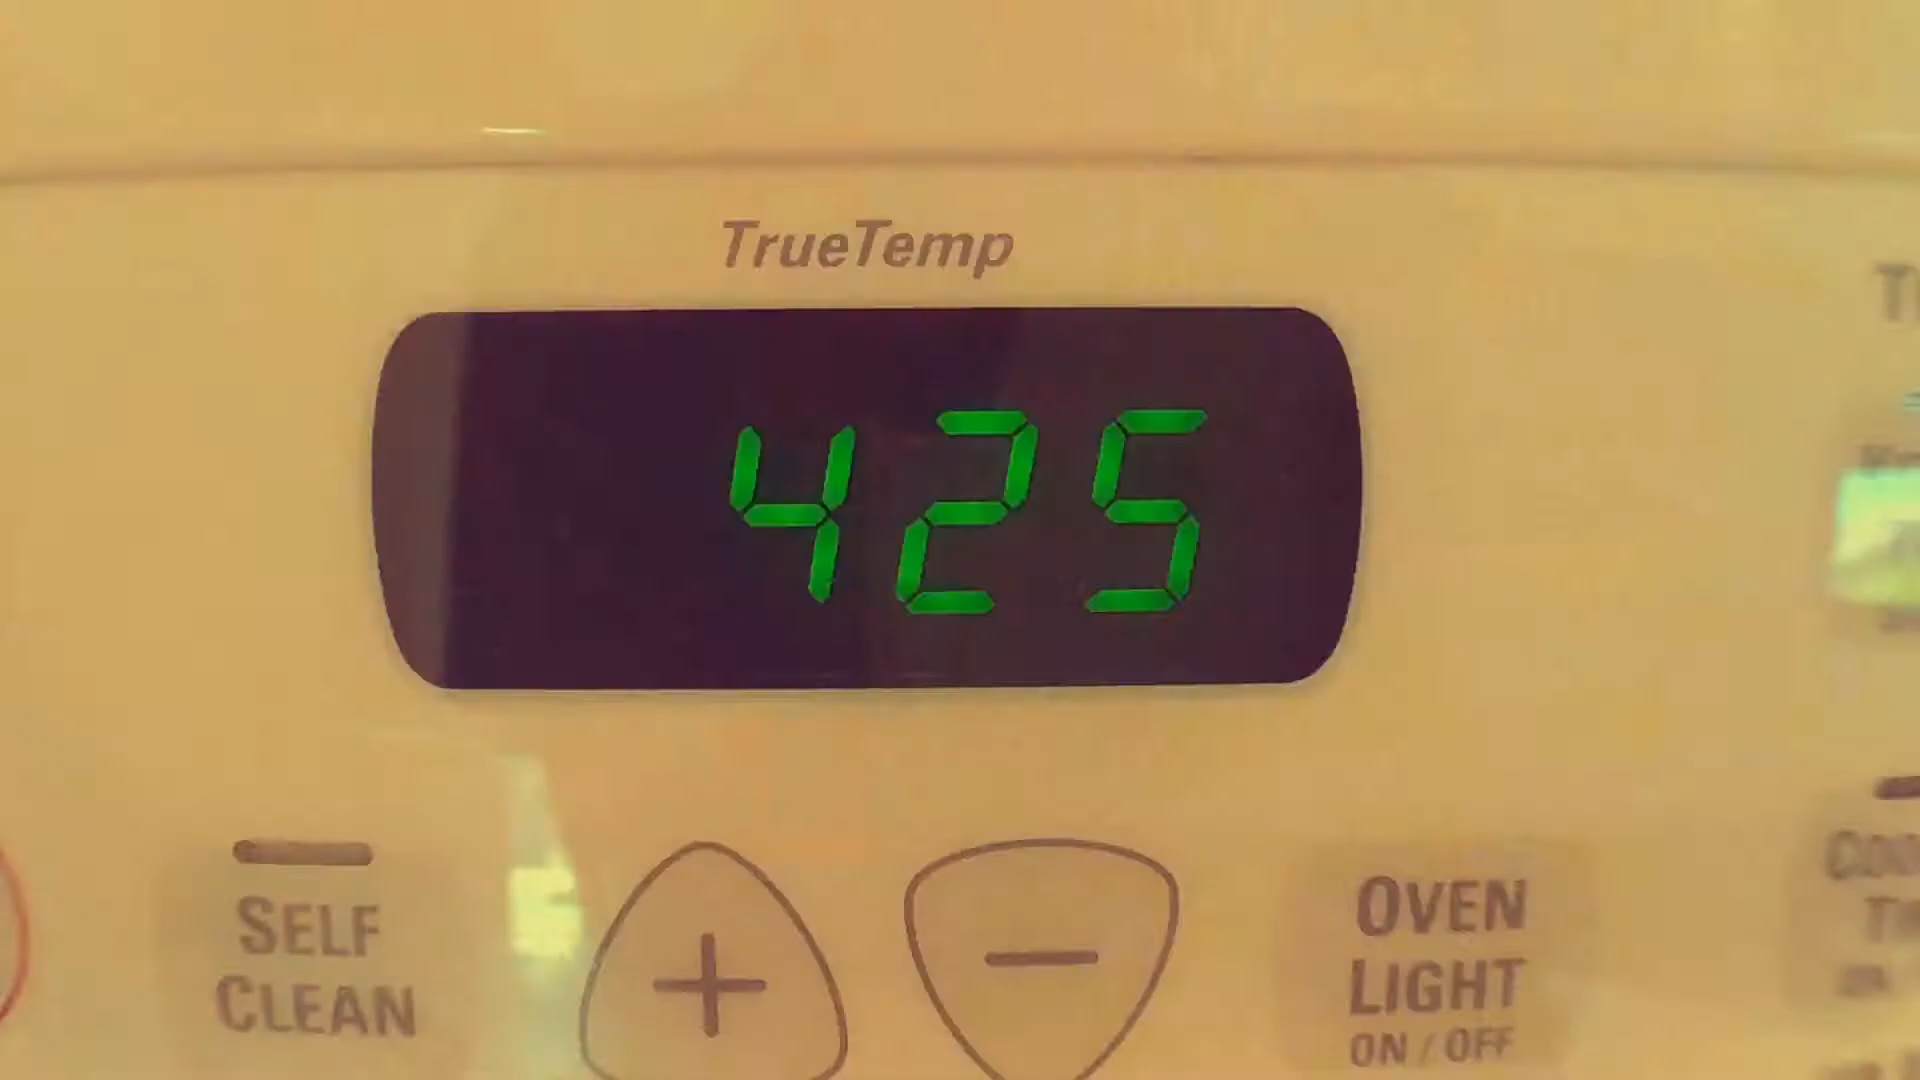 TrueTemp
425
SELF
CLEAN
+
−
OVEN
LIGHT
ON / OFF